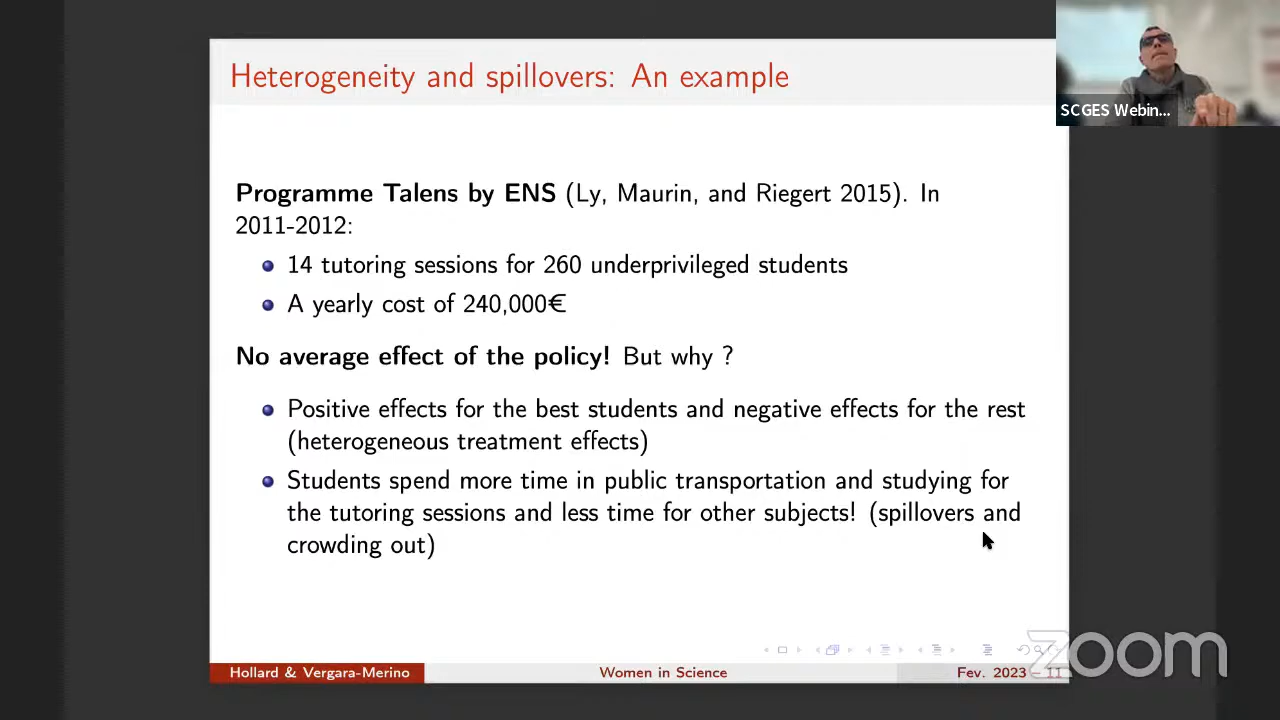 Heterogeneity and spillovers: An example
SCGES Webin...
Programme Talens by ENS (Ly, Maurin, and Riegert 2015). In
2011-2012:
14 tutoring sessions for 260 underprivileged students
A yearly cost of 240,000€
No average effect of the policy! But why ?
Positive effects for the best students and negative effects for the rest
(heterogeneous treatment effects)
Students spend more time in public transportation and studying for
the tutoring sessions and less time for other subjects! (spillovers and
crowding out)
Hollard & Vergara-Merino
Women in Science
Fev. 2023 – 11
zoom